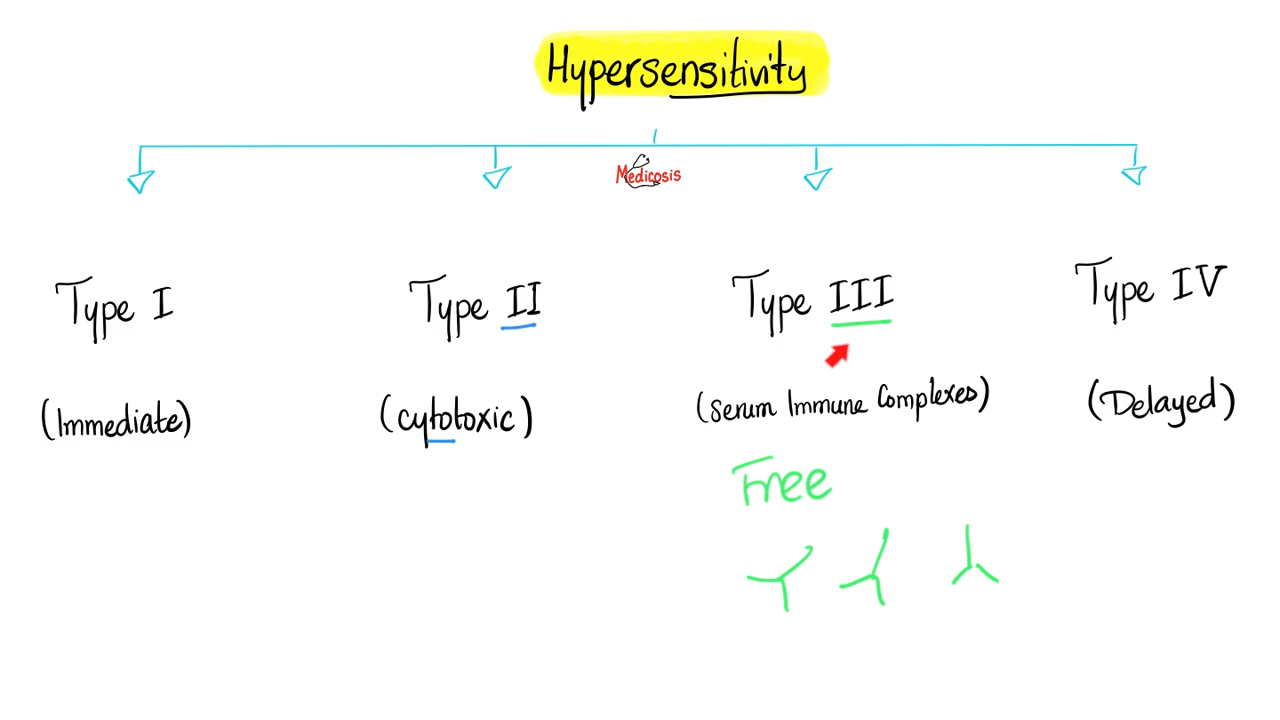 Hypersensitivity
Medicosis
Type I
Type II
Type III
Type IV
(Immediate)
(cytotoxic)
(Serum Immune Complexes)
(Delayed)
Free